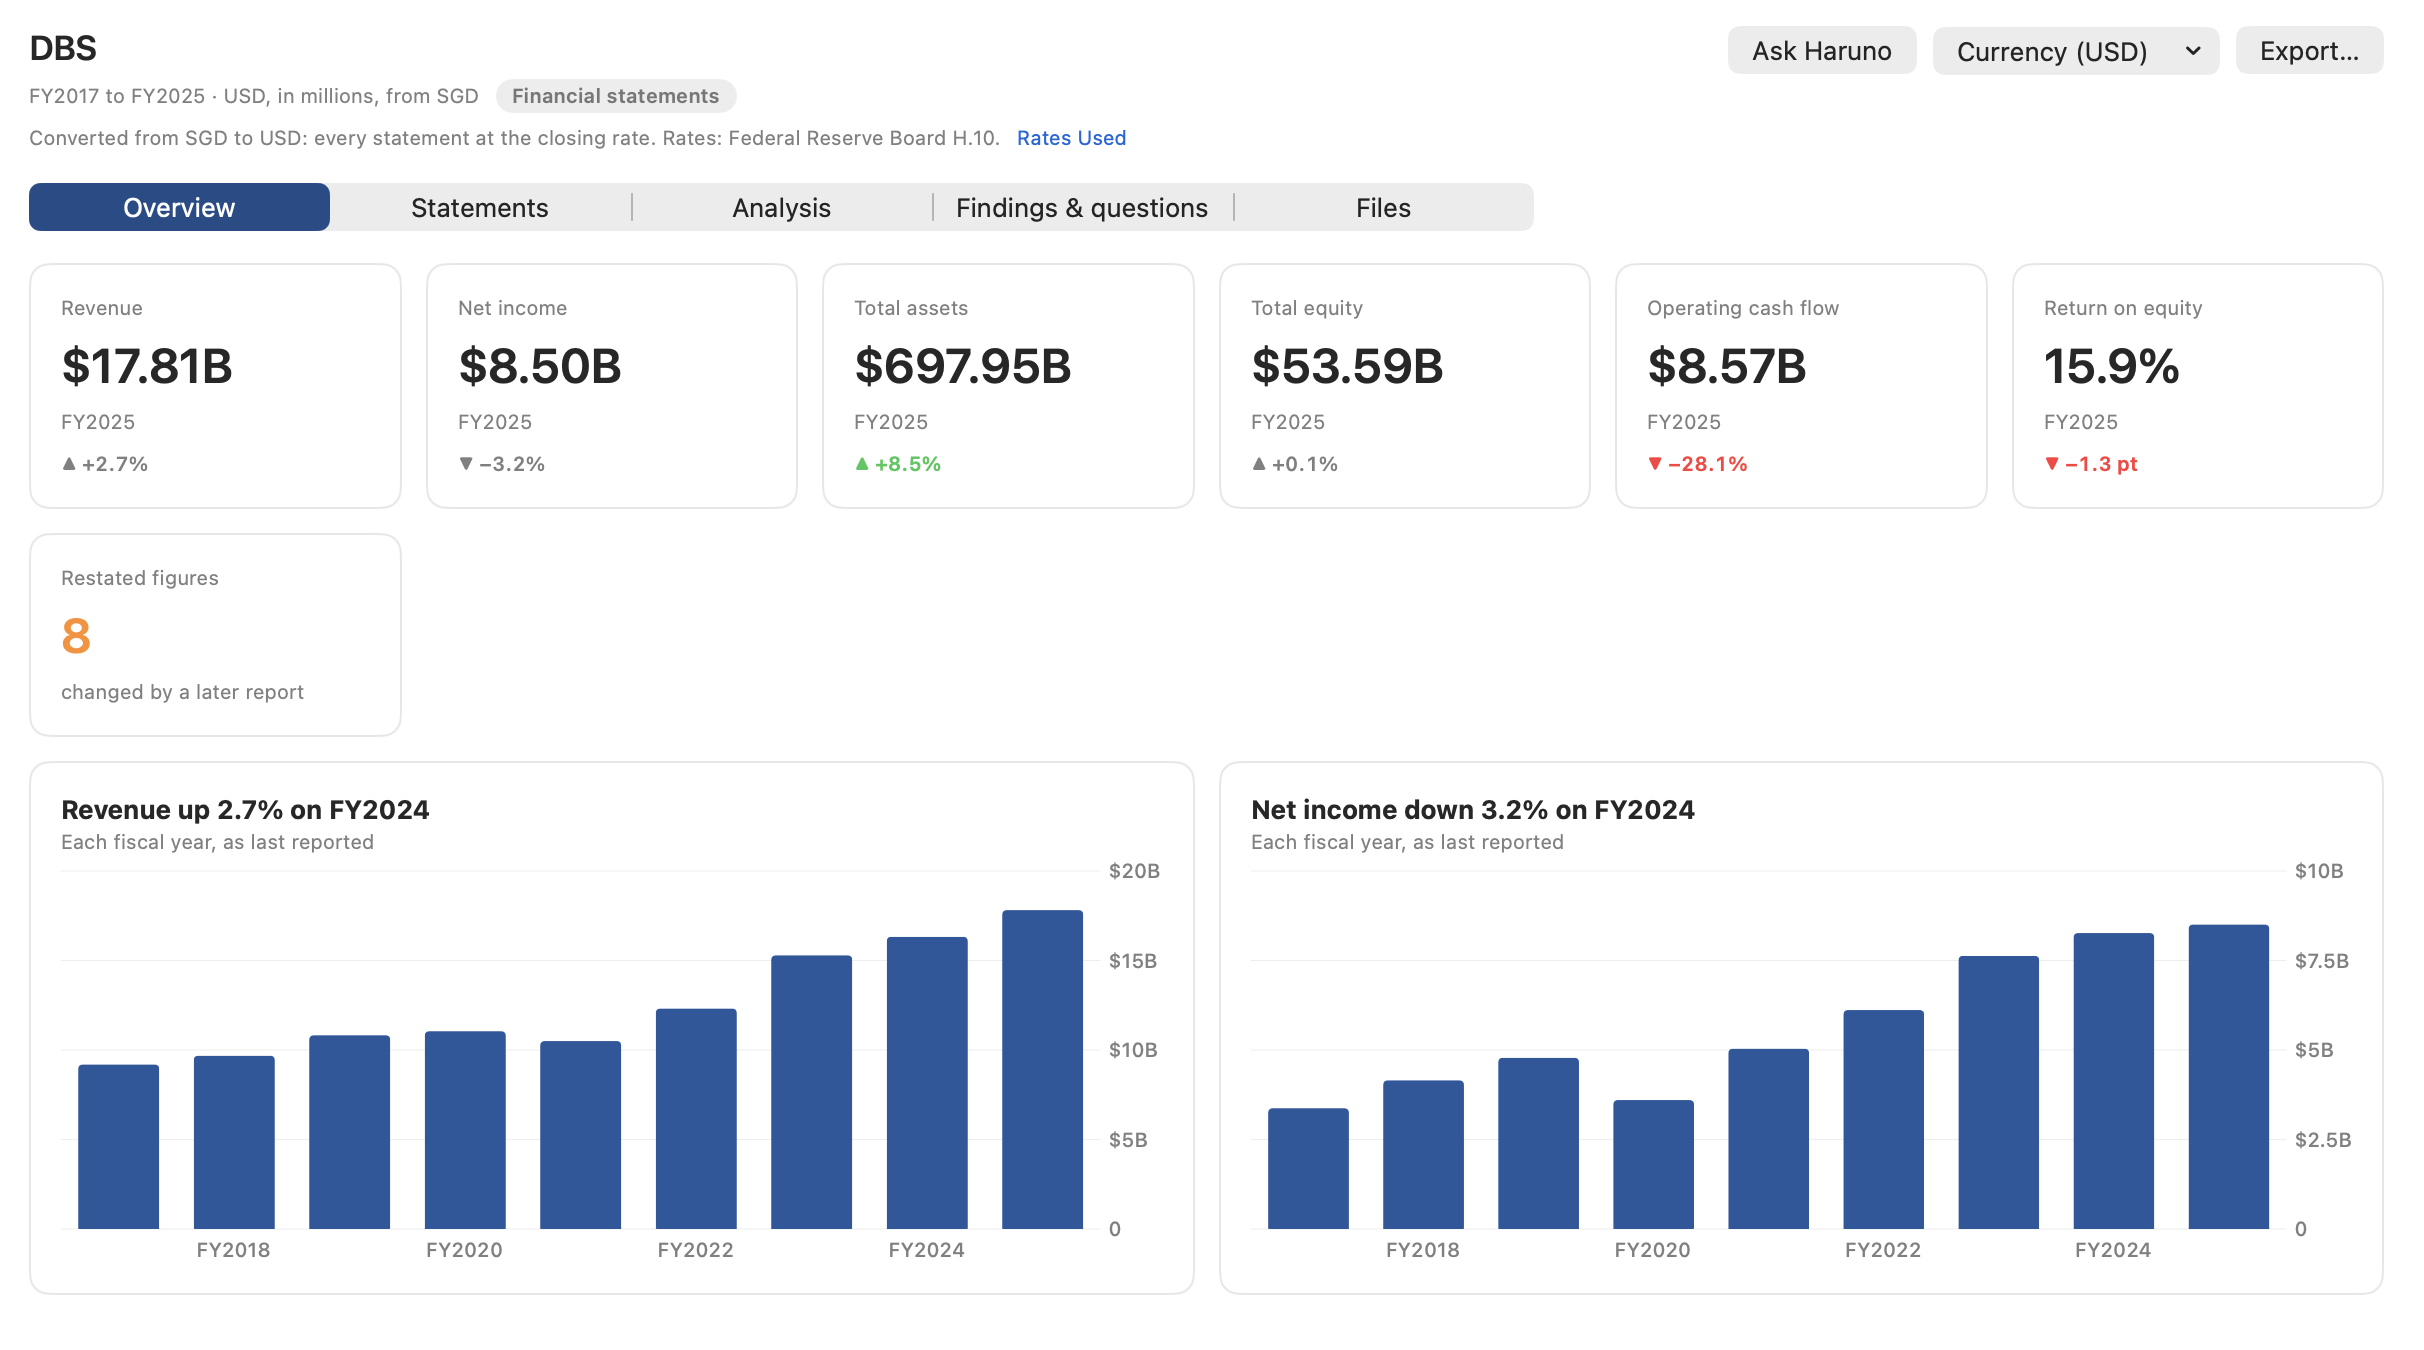 DBS
Ask Haruno
Currency (USD)
Export...
FY2017 to FY2025 · USD, in millions, from SGD
Financial statements
Converted from SGD to USD: every statement at the closing rate. Rates: Federal Reserve Board H.10.
Rates Used
Overview
Statements
Analysis
Findings & questions
Files
Revenue
$17.81B
FY2025
▲ +2.7%
Net income
$8.50B
FY2025
▼ −3.2%
Total assets
$697.95B
FY2025
▲ +8.5%
Total equity
$53.59B
FY2025
▲ +0.1%
Operating cash flow
$8.57B
FY2025
▼ −28.1%
Return on equity
15.9%
FY2025
▼ −1.3 pt
Restated figures
8
changed by a later report
Revenue up 2.7% on FY2024
Each fiscal year, as last reported
$20B
$15B
$10B
$5B
0
FY2018
FY2020
FY2022
FY2024
Net income down 3.2% on FY2024
Each fiscal year, as last reported
$10B
$7.5B
$5B
$2.5B
0
FY2018
FY2020
FY2022
FY2024